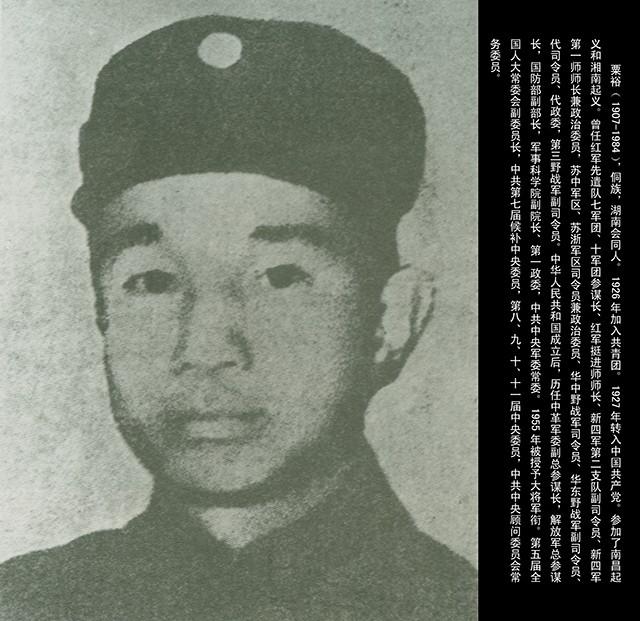 粟裕（1907-1984），侗族，湖南会同人。1926年加入共青团。1927年转入中国共产党。参加了南昌起
义和湘南起义。曾任红军先遣队七军团、十军团参谋长、红军挺进师师长、新四军第二支队副司令员、新四军
第一师师长兼政治委员、苏中军区、苏浙军区司令员兼政治委员、华中野战军司令员、华东野战军副司令员、
代司令员、代政委，第三野战军副司令员。中华人民共和国成立后，历任中革军委副总参谋长，解放军总参谋
长，国防部副部长，军事科学院副院长、第一政委，中共中央军委常委。1955年被授予大将军衔。第五届全
国人大常委会副委员长，中共第七届候补中央委员，第八、九、十、十一届中央委员，中共中央顾问委员会常
务委员。